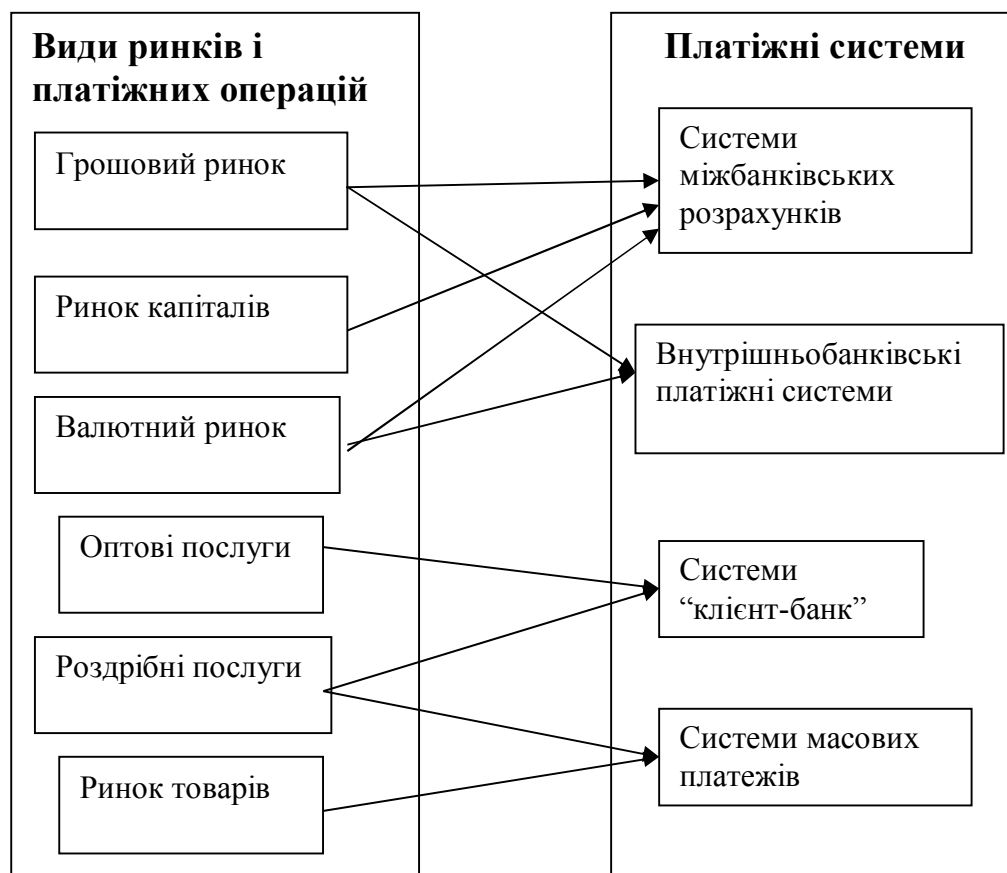 Види ринків і
платіжних операцій
Грошовий ринок
Ринок капіталів
Валютний ринок
Оптові послуги
Роздрібні послуги
Ринок товарів
Платіжні системи
Системи
міжбанківських
розрахунків
Внутрішньобанківські
платіжні системи
Системи
“клієнт-банк”
Системи масових
платежів